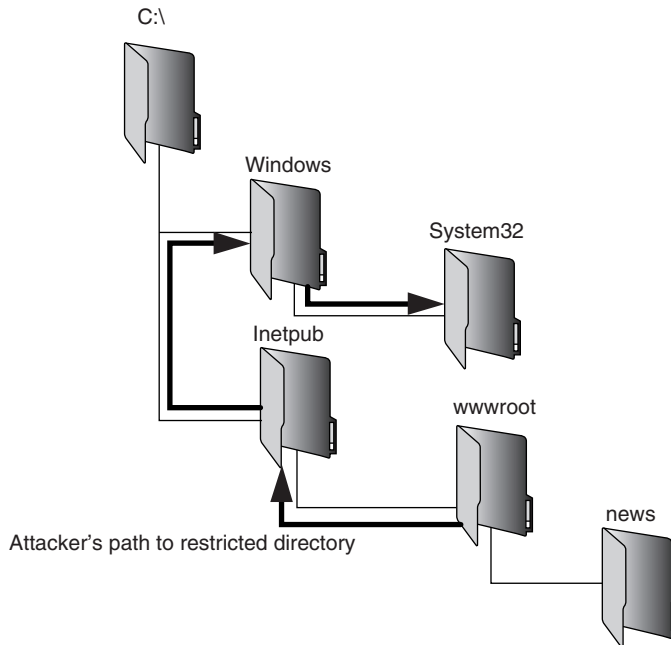 C:\
Windows
System32
Inetpub
wwwroot
news
Attacker's path to restricted directory